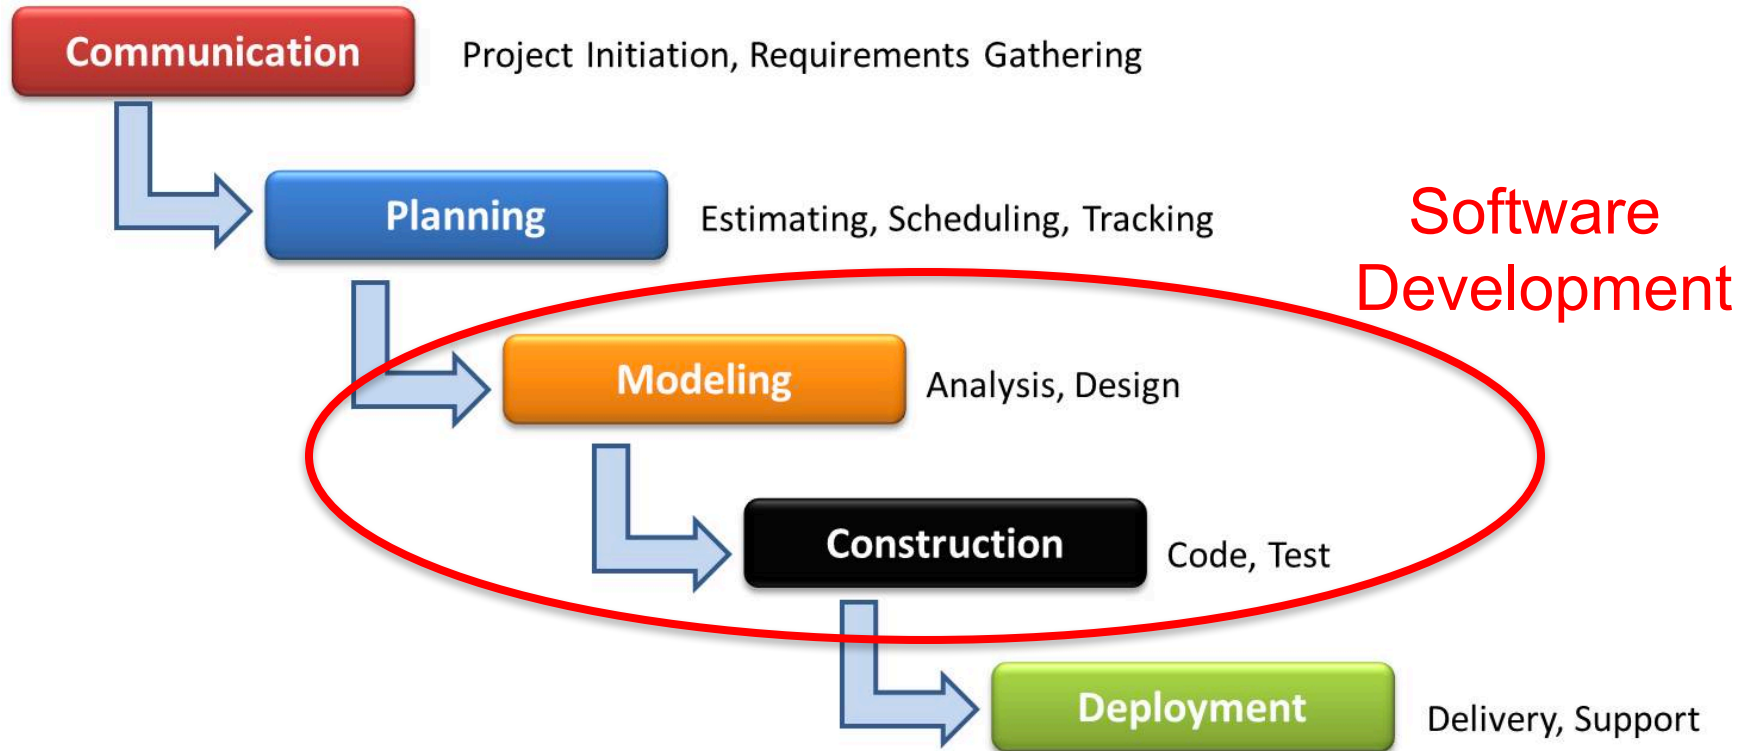 Communication
Project Initiation, Requirements Gathering
Planning
Estimating, Scheduling, Tracking
Software
Development
Modeling
Analysis, Design
Construction
Code, Test
Deployment
Delivery, Support